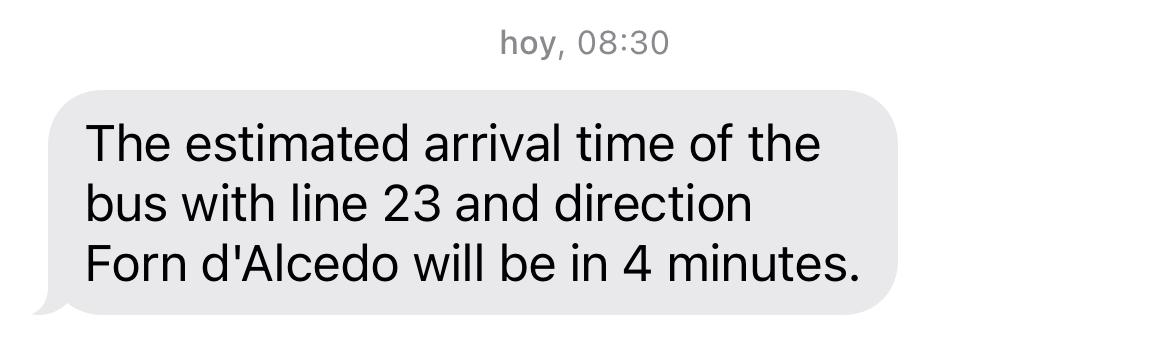 hoy, 08:30
The estimated arrival time of the
bus with line 23 and direction
Forn d'Alcedo will be in 4 minutes.